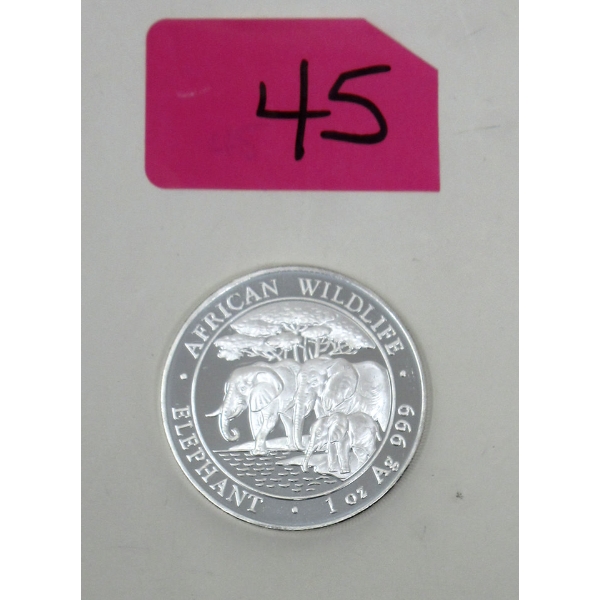 45
AFRICAN WILDLIFE
ELEPHANT · 1 oz Ag 999